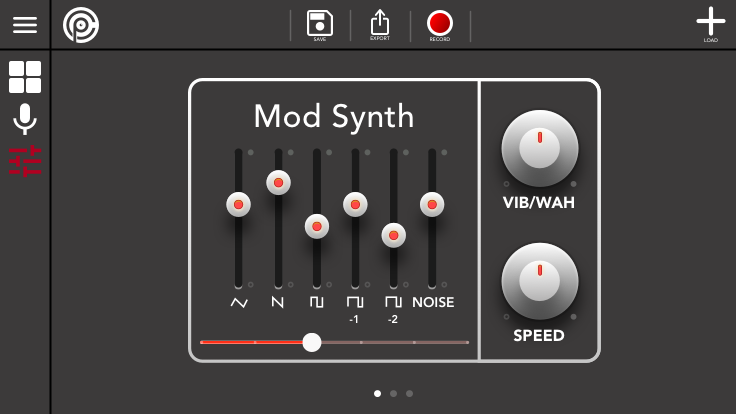 SAVE
EXPORT
RECORD
LOAD
Mod Synth
VIB/WAH
NOISE
-1
-2
SPEED